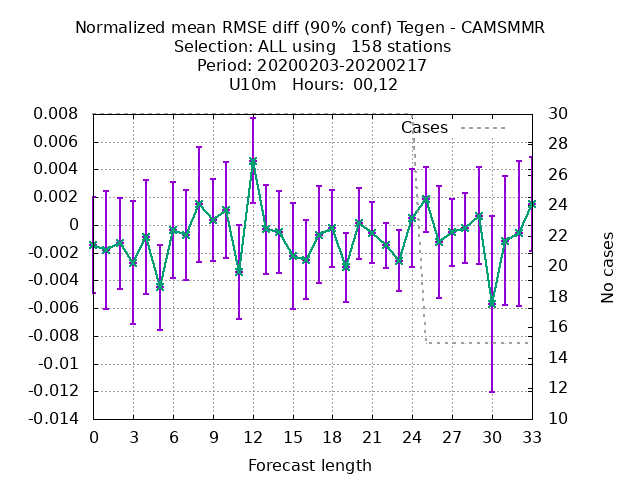 Normalized mean RMSE diff (90% conf) Tegen - CAMSMMR
Selection: ALL using   158 stations
Period: 20200203-20200217
U10m   Hours: 00,12
Cases
0.008
0.006
0.004
0.002
0
-0.002
-0.004
-0.006
-0.008
-0.01
-0.012
-0.014
30
28
26
24
22
20
18
16
14
12
10
No cases
0 3 6 9 12 15 18 21 24 27 30 33
Forecast length